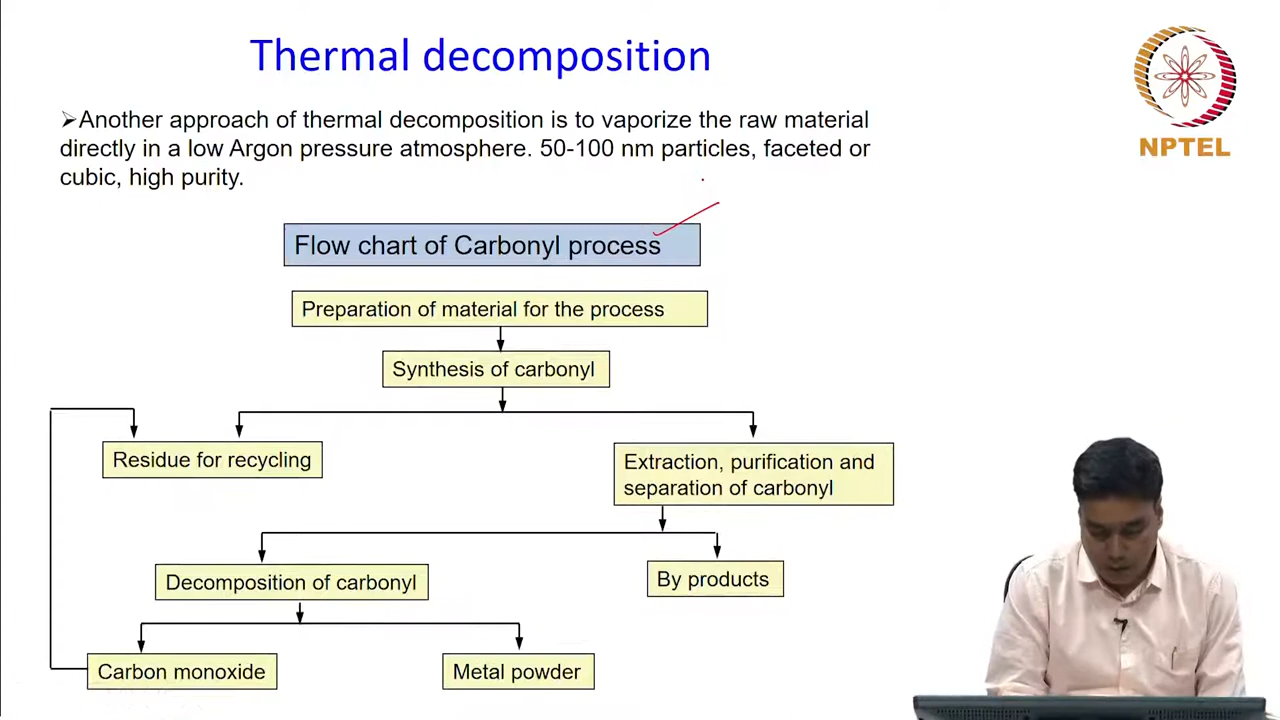 Thermal decomposition
➢Another approach of thermal decomposition is to vaporize the raw material
directly in a low Argon pressure atmosphere. 50-100 nm particles, faceted or
cubic, high purity.
NPTEL
Flow chart of Carbonyl process
Preparation of material for the process
Synthesis of carbonyl
Residue for recycling
Extraction, purification and
separation of carbonyl
Decomposition of carbonyl
By products
Carbon monoxide
Metal powder